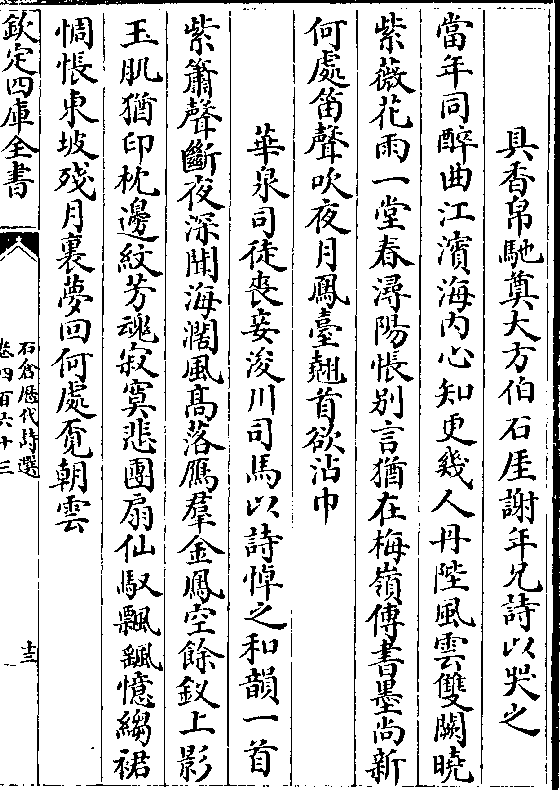 具香帛馳奠大方伯石厓謝年兄詩以哭之
當年同醉曲江濱海内心知更幾人丹陛風雲雙闕曉
紫薇花雨一堂春潯陽悵别言猶在梅嶺傳書墨尚新
何處笛聲吹夜月鳳臺翹首欲沾巾
華泉司徒喪妾浚川司馬以詩悼之和韻一首
紫簫聲斷夜深聞海濶風髙落鴈羣金鳳空餘釵上影
玉肌猶印枕邊紋芳魂寂寞悲團扇仙馭飄飖憶縐裙
惆悵東坡殘月裏夢回何處覓朝雲
欽定四庫全書
石倉歴代詩選
卷四百六十三
十三